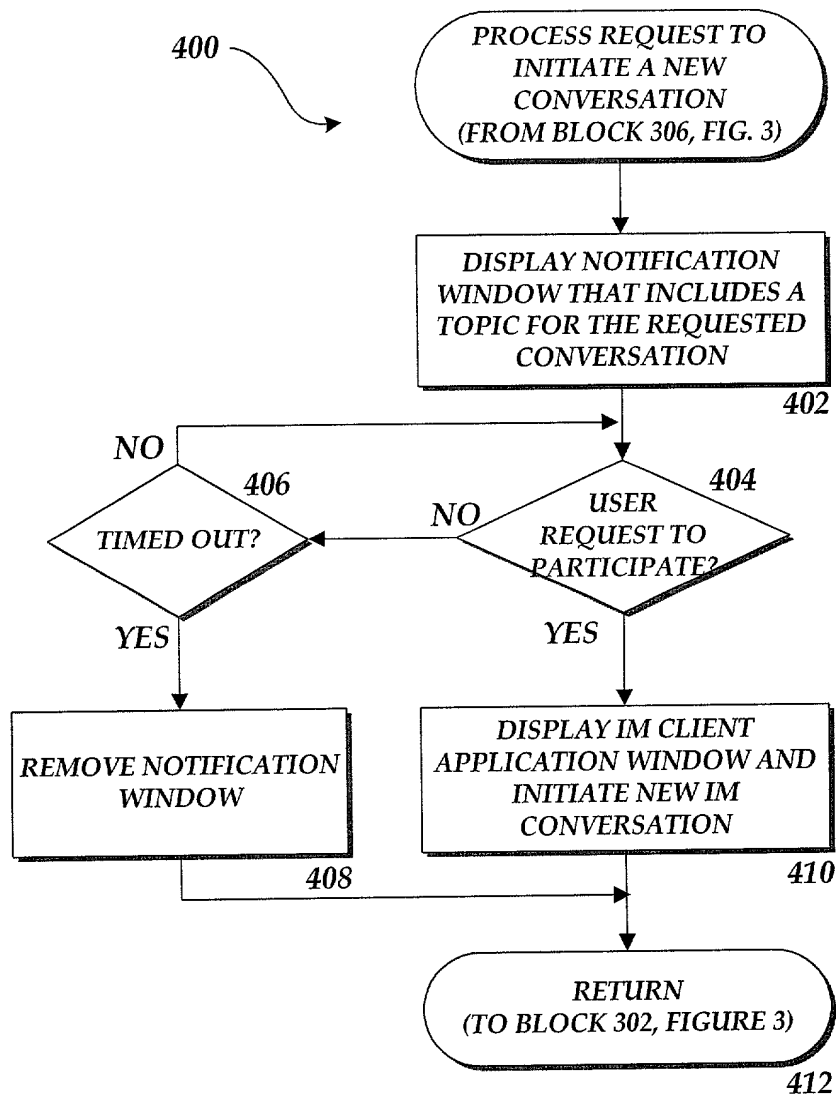 400
PROCESS REQUEST TO
INITIATE A NEW
CONVERSATION
(FROM BLOCK 306, FIG. 3)
DISPLAY NOTIFICATION
WINDOW THAT INCLUDES A
TOPIC FOR THE REQUESTED
CONVERSATION
402
NO
406
TIMED OUT?
YES
NO
404
USER
REQUEST TO
PARTICIPATE?
YES
REMOVE NOTIFICATION
WINDOW
408
DISPLAY IM CLIENT
APPLICATION WINDOW AND
INITIATE NEW IM
CONVERSATION
410
RETURN
(TO BLOCK 302, FIGURE 3)
412